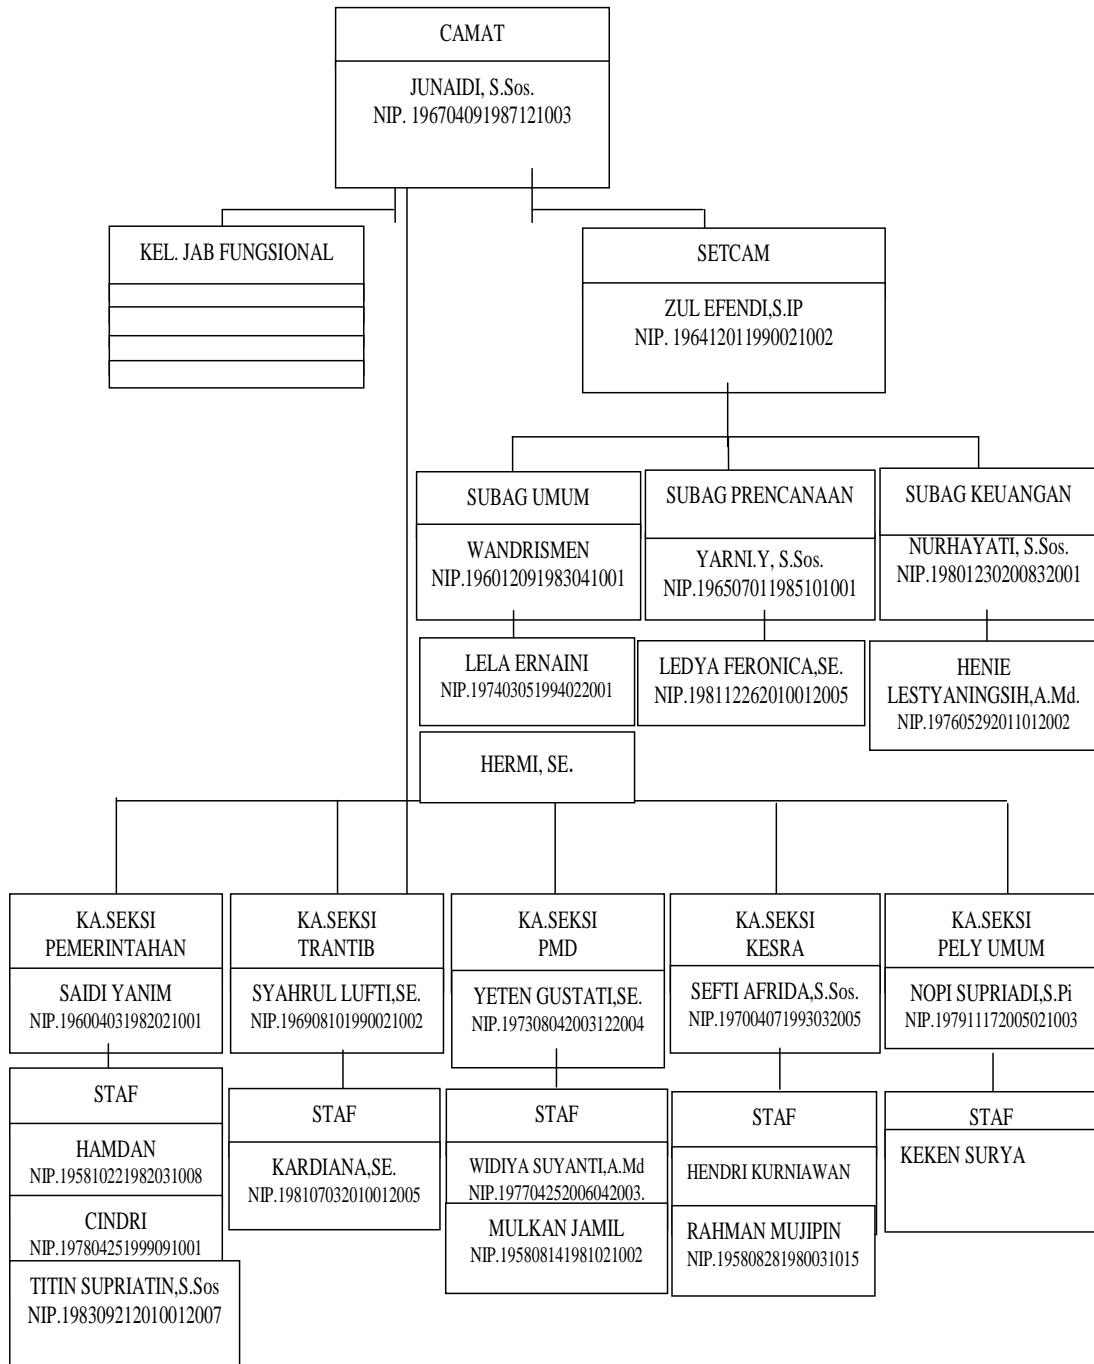 CAMAT
JUNAIDI, S.Sos.
NIP. 196704091987121003
KEL. JAB FUNGSIONAL
SETCAM
ZUL EFENDI,S.IP
NIP. 196412011990021002
SUBAG UMUM
WANDRISMEN
NIP.196012091983041001
SUBAG PRENCANAAN
YARNI.Y, S.Sos.
NIP.196507011985101001
SUBAG KEUANGAN
NURHAYATI, S.Sos.
NIP.19801230200832001
LELA ERNAINI
NIP.197403051994022001
LEDYA FERONICA,SE.
NIP.198112262010012005
HENIE
LESTYANINGSIH,A.Md.
NIP.197605292011012002
HERMI, SE.
KA.SEKSI
PEMERINTAHAN
SAIDI YANIM
NIP.196004031982021001
KA.SEKSI
TRANTIB
SYAHRUL LUFTI,SE.
NIP.196908101990021002
KA.SEKSI
PMD
YETEN GUSTATI,SE.
NIP.197308042003122004
KA.SEKSI
KESRA
SEFTI AFRIDA,S.Sos.
NIP.197004071993032005
KA.SEKSI
PELY UMUM
NOPI SUPRIADI,S.Pi
NIP.197911172005021003
STAF
HAMDAN
NIP.195810221982031008
CINDRI
NIP.197804251999091001
TITIN SUPRIATIN,S.Sos
NIP.198309212010012007
STAF
KARDIANA,SE.
NIP.198107032010012005
STAF
WIDIYA SUYANTI,A.Md
NIP.197704252006042003.
MULKAN JAMIL
NIP.195808141981021002
STAF
HENDRI KURNIAWAN
RAHMAN MUJIPIN
NIP.195808281980031015
STAF
KEKEN SURYA